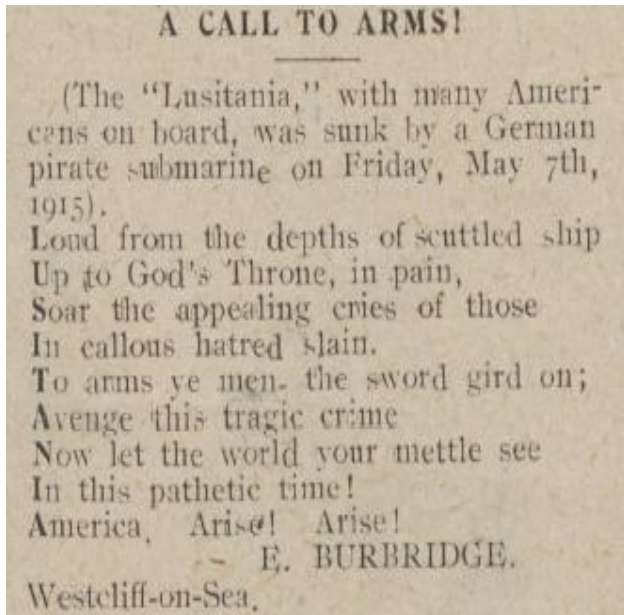 A CALL TO ARMS!
(The "Lusitania," with many Ameri-
cans on board, was sunk by a German
pirate submarine on Friday, May 7th,
1915).
Loud from the depths of scuttled ship
Up to God's Throne, in pain,
Soar the appealing cries of those
In callous hatred slain.
To arms ye men- the sword gird on;
Avenge this tragic crime
Now let the world your mettle see
In this pathetic time!
America, Arise! Arise!
- E. BURBRIDGE.
Westcliff-on-Sea.